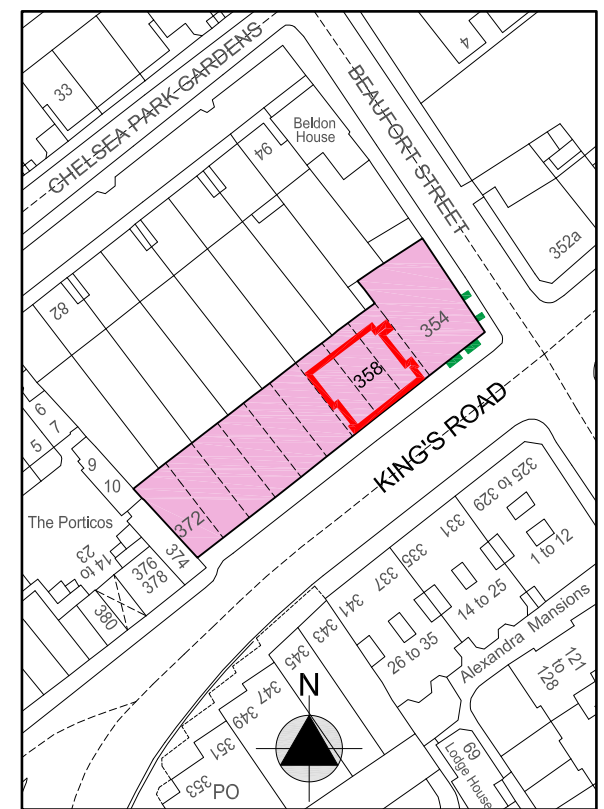 33
CHELSEA PARK GARDENS
BEAUFORT STREET
4
Beldon
House
94
352a
82
354
358
KING'S ROAD
6
7
5
9
10
The Porticos
14 to
23
372
374
376
378
380
325 to 329
331
335
337
341
343
345
347
349
351
353
PO
1 to 12
14 to 25
26 to 35
Alexandra Mansions
121
to
128
69
Lodge House
N